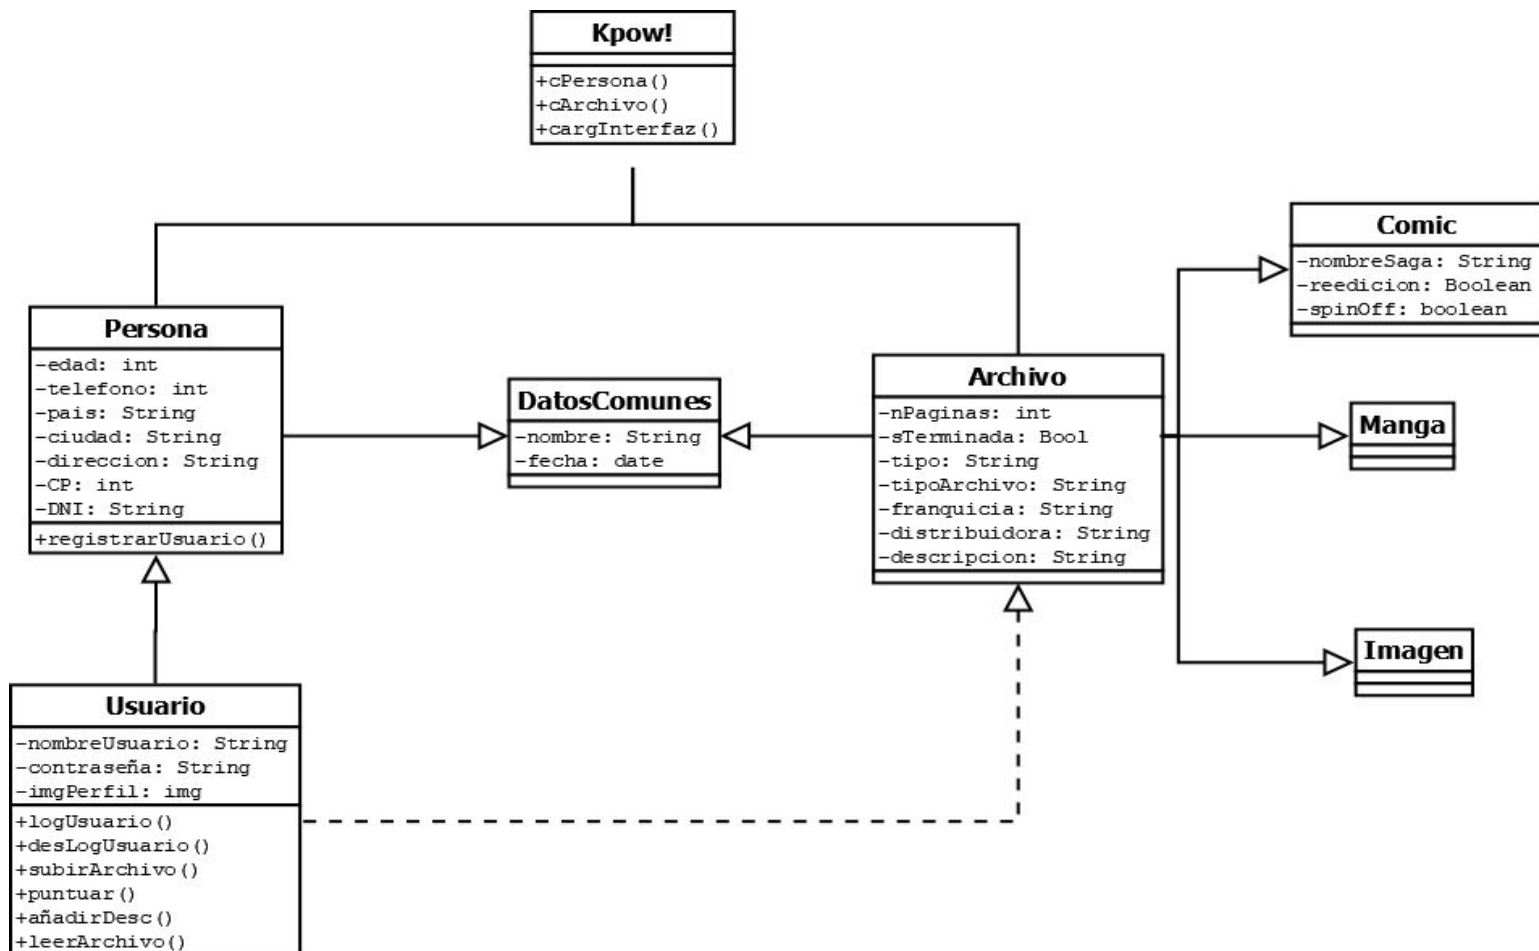 Kpow!
+cPersona()
+cArchivo()
+cargInterfaz()
Persona
-edad: int
-telefono: int
-pais: String
-ciudad: String
-direccion: String
-CP: int
-DNI: String
+registrarUsuario()
DatosComunes
-nombre: String
-fecha: date
Archivo
-nPaginas: int
-sTerminada: Bool
-tipo: String
-tipoArchivo: String
-franquicia: String
-distribuidora: String
-descripcion: String
Comic
-nombreSaga: String
-reedicion: Boolean
-spinOff: boolean
Manga
Imagen
Usuario
-nombreUsuario: String
-contraseña: String
-imgPerfil: img
+logUsuario()
+desLogUsuario()
+subirArchivo()
+puntuar()
+añadirDesc()
+leerArchivo()